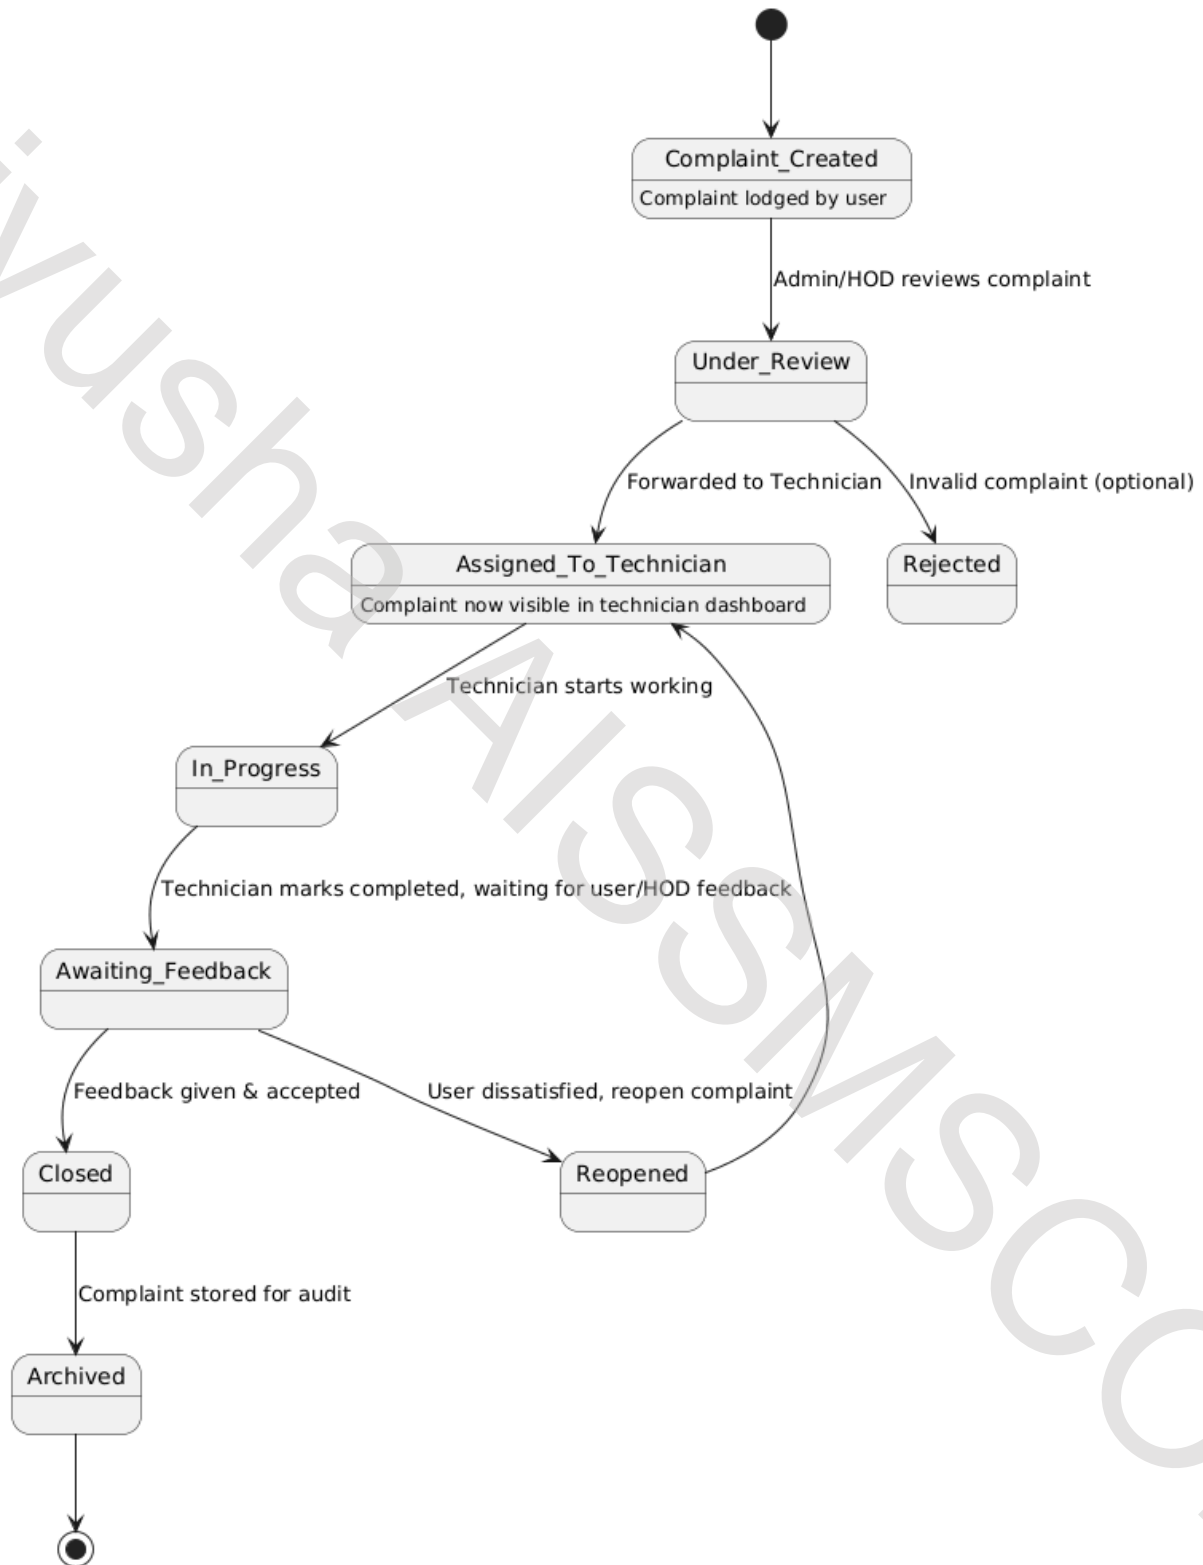 Complaint_Created
Complaint lodged by user
Admin/HOD reviews complaint
Under_Review
Forwarded to Technician
Invalid complaint (optional)
Assigned_To_Technician
Complaint now visible in technician dashboard
Rejected
Technician starts working
In_Progress
Technician marks completed, waiting for user/HOD feedback
Awaiting_Feedback
Feedback given & accepted
User dissatisfied, reopen complaint
Closed
Reopened
Complaint stored for audit
Archived